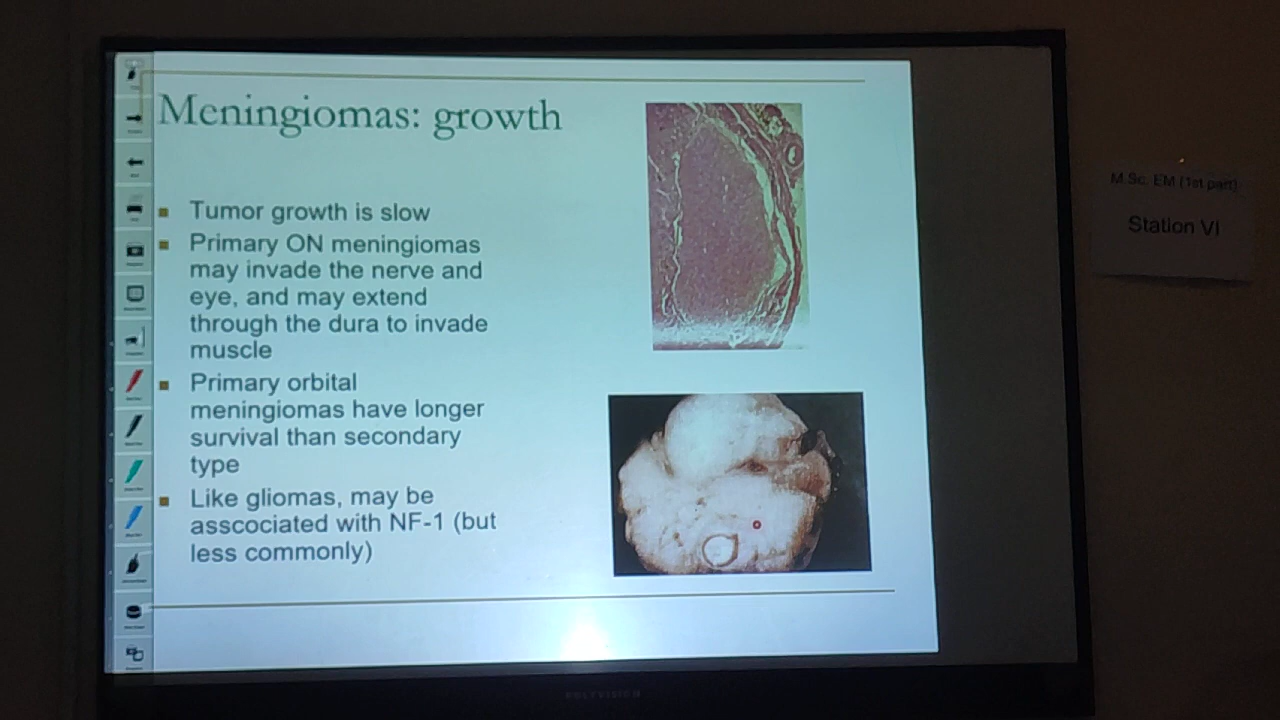 Meningiomas: growth
Tumor growth is slow
Primary ON meningiomas
may invade the nerve and
eye, and may extend
through the dura to invade
muscle
Primary orbital
meningiomas have longer
survival than secondary
type
Like gliomas, may be
asscociated with NF-1 (but
less commonly)
M.Sc. EM (1st part)
Station VI
POLYVISION